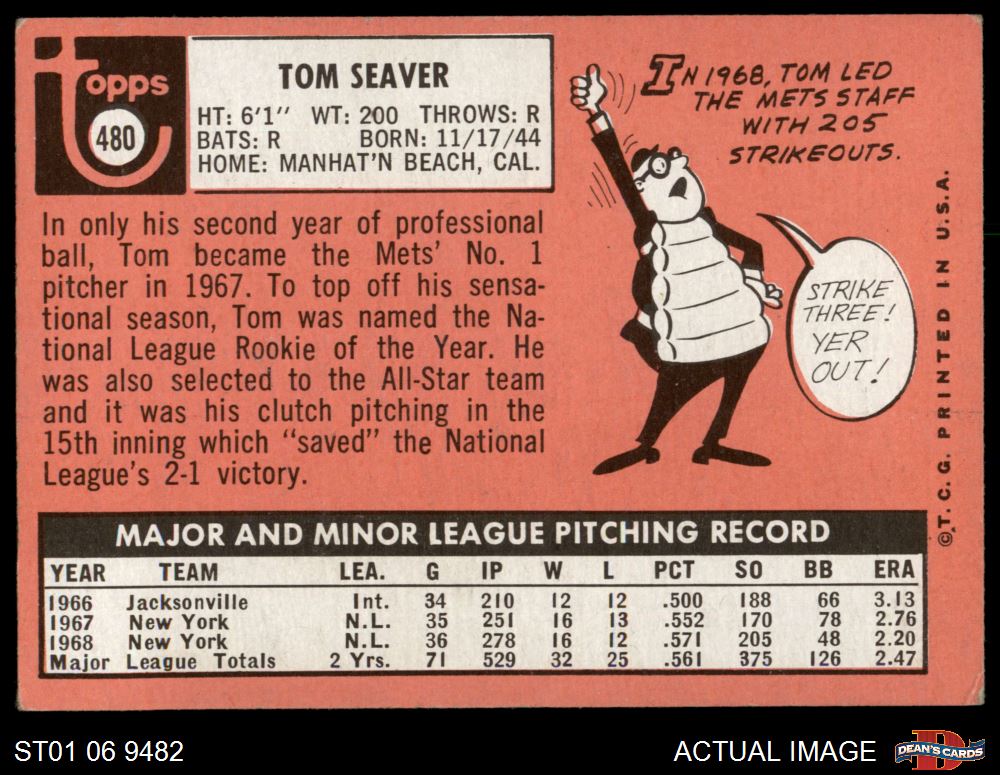 Topps
480
TOM SEAVER
HT: 6'1" WT: 200 THROWS: R
BATS: R BORN: 11/17/44
HOME: MANHAT'N BEACH, CAL.
In only his second year of professional
ball, Tom became the Mets' No. 1
pitcher in 1967. To top off his sensa-
tional season, Tom was named the Na-
tional League Rookie of the Year. He
was also selected to the All-Star team
and it was his clutch pitching in the
15th inning which "saved" the National
League's 2-1 victory.
IN 1968, TOM LED
THE METS STAFF
WITH 205
STRIKEOUTS.
STRIKE
THREE!
YER
OUT!
©T. C. G. PRINTED IN U.S.A.
MAJOR AND MINOR LEAGUE PITCHING RECORD
YEAR TEAM LEA. G IP W L PCT SO BB ERA
1966 Jacksonville Int. 34 210 12 12 .500 188 66 3.13
1967 New York N.L. 35 251 16 13 .552 170 78 2.76
1968 New York N.L. 36 278 16 12 .571 205 48 2.20
Major League Totals 2 Yrs. 71 529 32 25 .561 375 126 2.47
ST01 06 9482
ACTUAL IMAGE
D
DEAN'S CARDS